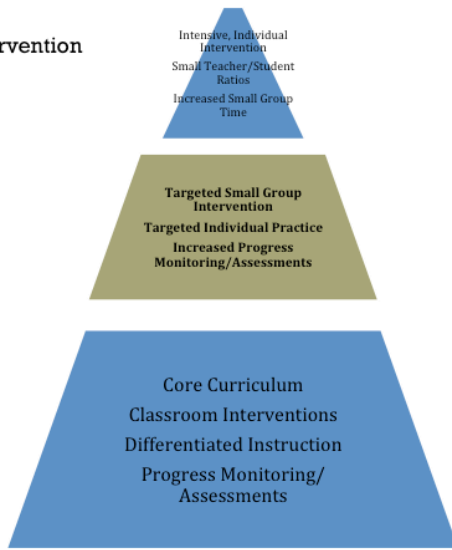 rvention
Intensive, Individual
Intervention
Small Teacher/Student
Ratios
Increased Small Group
Time
Targeted Small Group
Intervention
Targeted Individual Practice
Increased Progress
Monitoring/Assessments
Core Curriculum
Classroom Interventions
Differentiated Instruction
Progress Monitoring/
Assessments